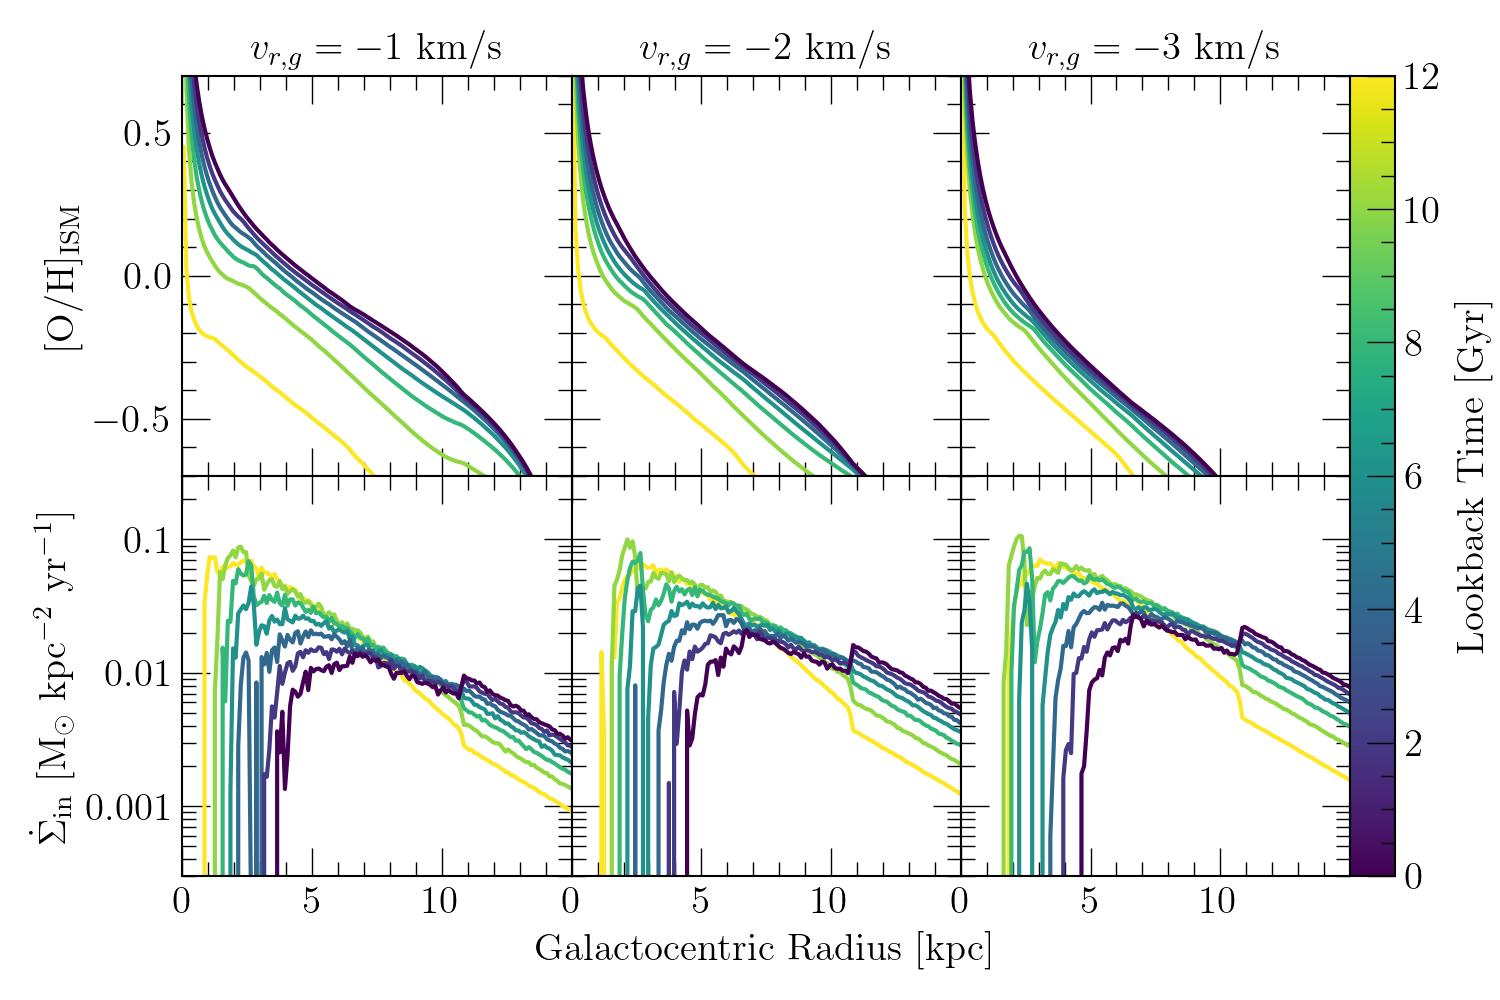 v_{r,g} = −1 km/s
v_{r,g} = −2 km/s
v_{r,g} = −3 km/s
[O/H]_{ISM}
0.5
0.0
−0.5
Σ̇_{in} [M_⊙ kpc^{−2} yr^{−1}]
0.1
0.01
0.001
0 5 10
0 5 10
0 5 10
Galactocentric Radius [kpc]
12
10
8
6
4
2
0
Lookback Time [Gyr]